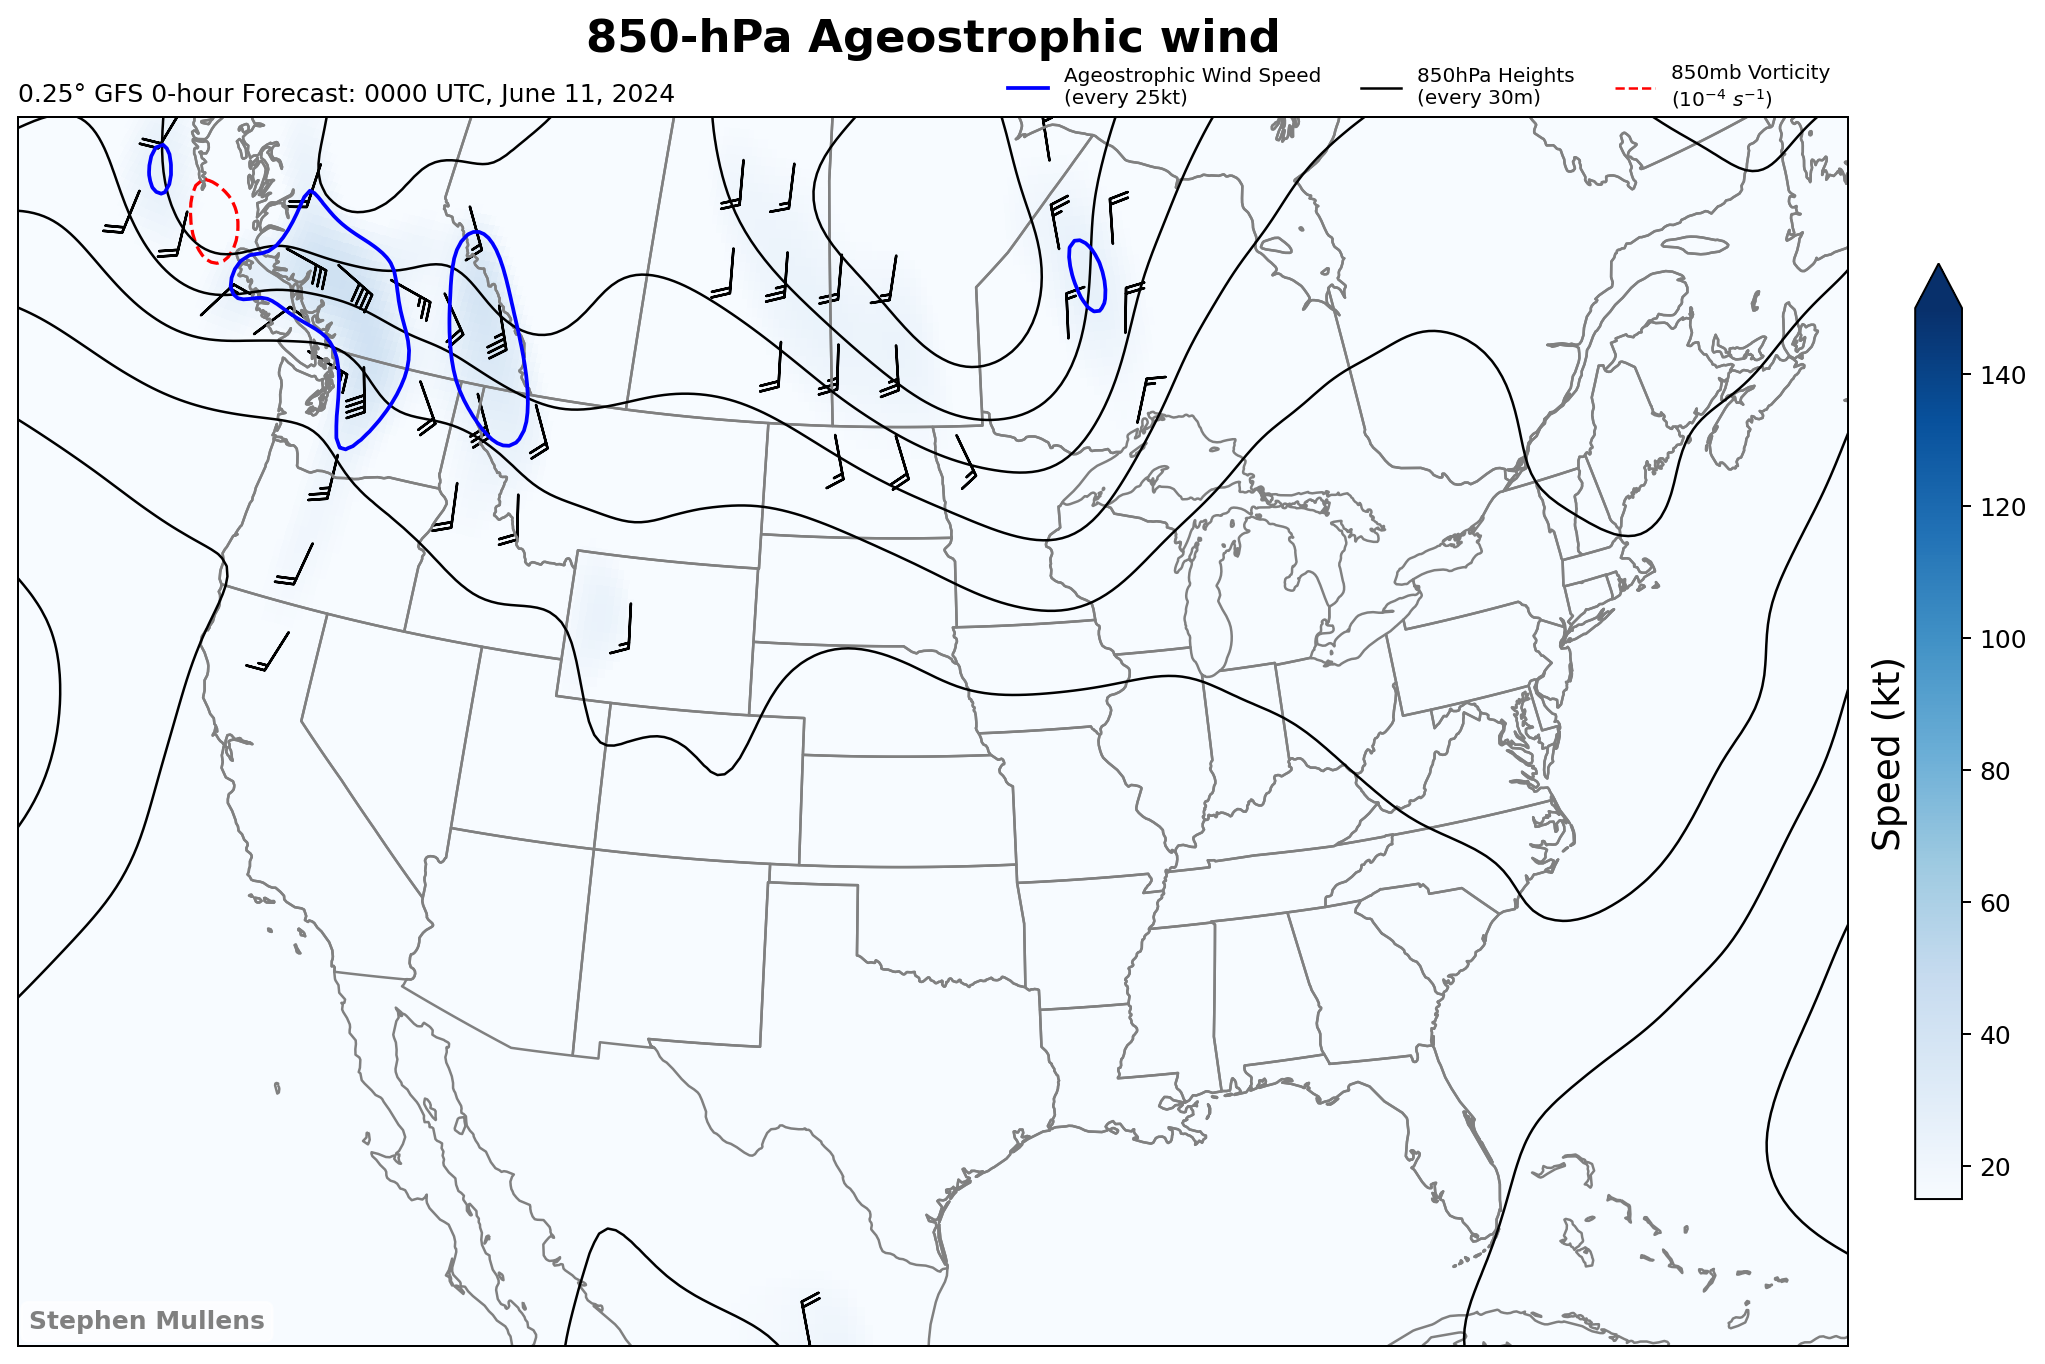 850-hPa Ageostrophic wind
0.25° GFS 0-hour Forecast: 0000 UTC, June 11, 2024
Ageostrophic Wind Speed
(every 25kt)
850hPa Heights
(every 30m)
850mb Vorticity
(10⁻⁴ s⁻¹)
140
120
100
80
60
40
20
Speed (kt)
Stephen Mullens